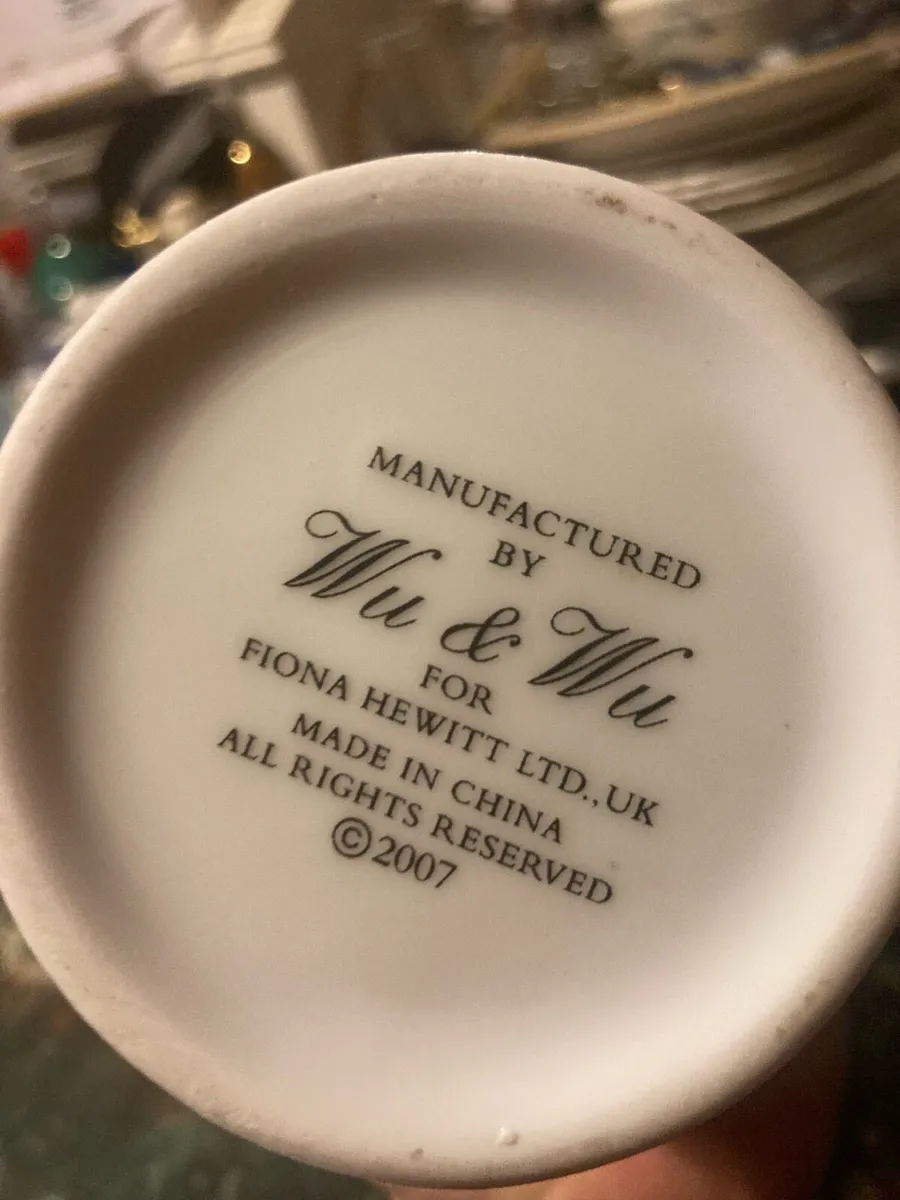 MANUFACTURED
BY
Wu & Wu
FOR
FIONA HEWITT LTD., UK
MADE IN CHINA
ALL RIGHTS RESERVED
©2007